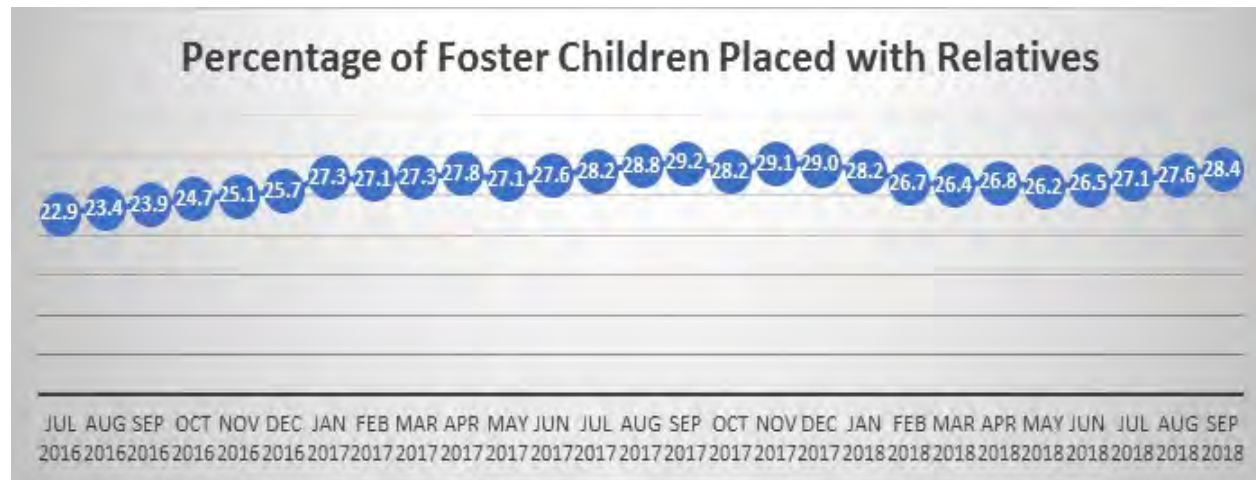 Percentage of Foster Children Placed with Relatives
22.9 23.4 23.9 24.7 25.1 25.7 27.3 27.1 27.3 27.8 27.1 27.6 28.2 28.8 29.2 28.2 29.1 29.0 28.2 26.7 26.4 26.8 26.2 26.5 27.1 27.6 28.4
JUL AUG SEP OCT NOV DEC JAN FEB MAR APR MAY JUN JUL AUG SEP OCT NOV DEC JAN FEB MAR APR MAY JUN JUL AUG SEP
2016 2016 2016 2016 2016 2016 2017 2017 2017 2017 2017 2017 2017 2017 2017 2017 2017 2017 2018 2018 2018 2018 2018 2018 2018 2018 2018